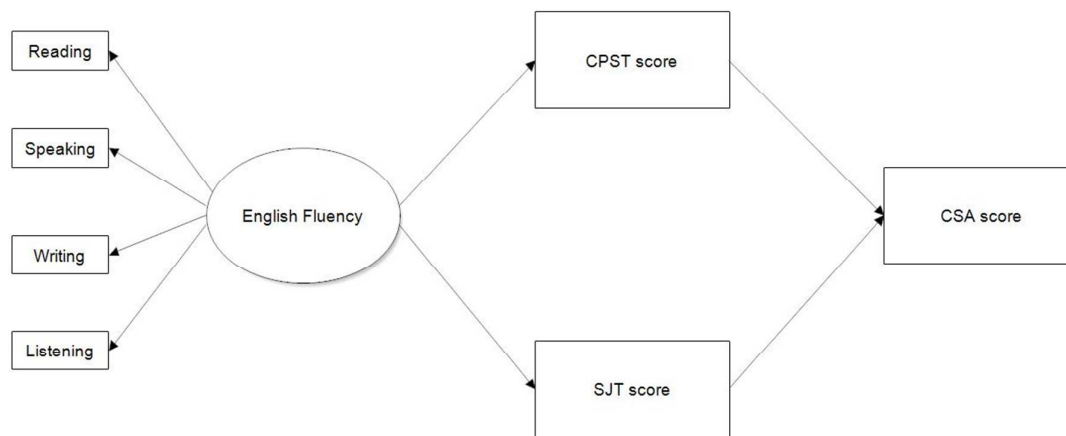 Reading
Speaking
Writing
Listening
English Fluency
CPST score
SJT score
CSA score